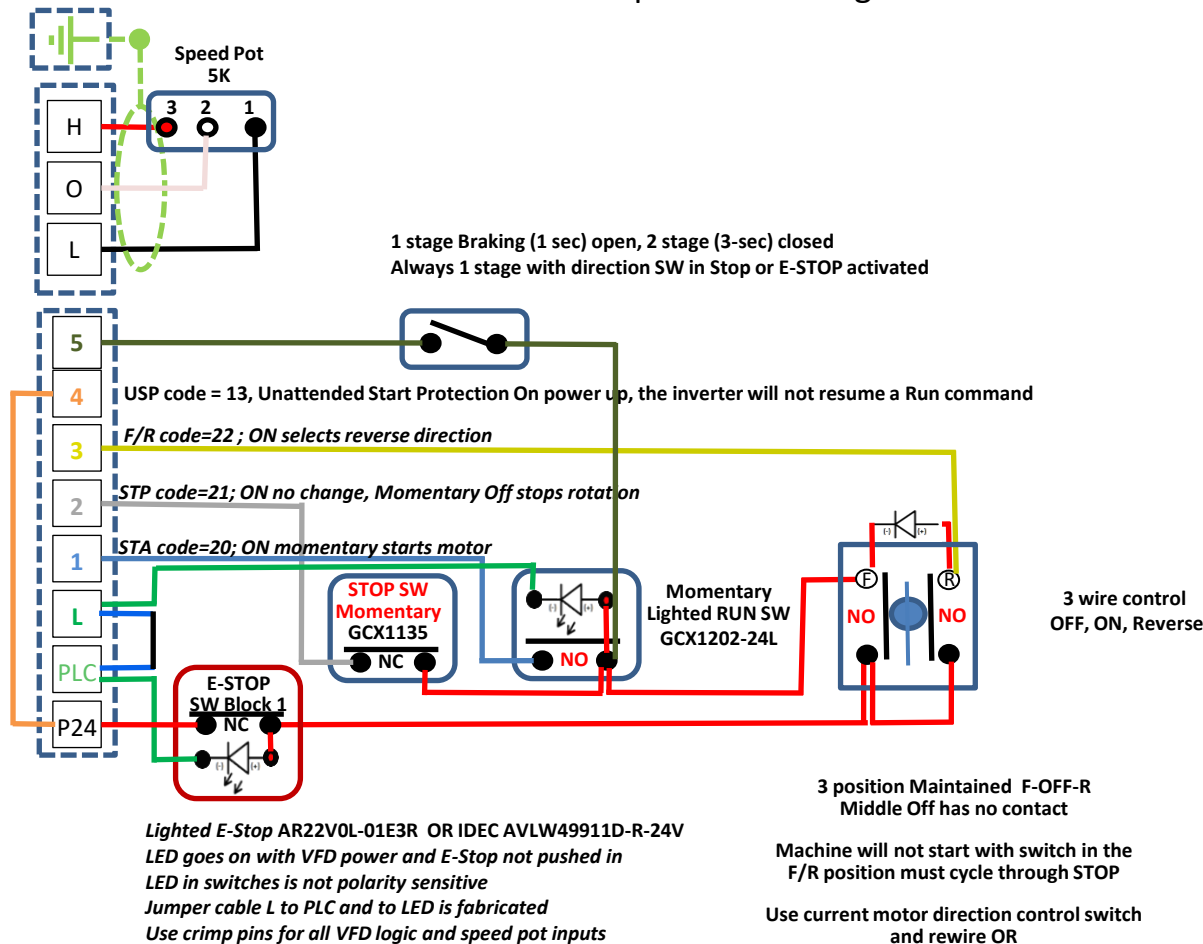 Speed Pot
5K
3 2 1
H
O
L
1 stage Braking (1 sec) open, 2 stage (3-sec) closed
Always 1 stage with direction SW in Stop or E-STOP activated
5
4
USP code = 13, Unattended Start Protection On power up, the inverter will not resume a Run command
3
F/R code=22 ; ON selects reverse direction
2
STP code=21; ON no change, Momentary Off stops rotation
1
STA code=20; ON momentary starts motor
L
PLC
P24
STOP SW
Momentary
GCX1135
NC
(-) (+)
NO
Momentary
Lighted RUN SW
GCX1202-24L
(-) (+)
F R
NO NO
3 wire control
OFF, ON, Reverse
E-STOP
SW Block 1
NC
(-) (+)
Lighted E-Stop AR22V0L-01E3R OR IDEC AVLW49911D-R-24V
LED goes on with VFD power and E-Stop not pushed in
LED in switches is not polarity sensitive
Jumper cable L to PLC and to LED is fabricated
Use crimp pins for all VFD logic and speed pot inputs
3 position Maintained F-OFF-R
Middle Off has no contact
Machine will not start with switch in the
F/R position must cycle through STOP
Use current motor direction control switch
and rewire OR